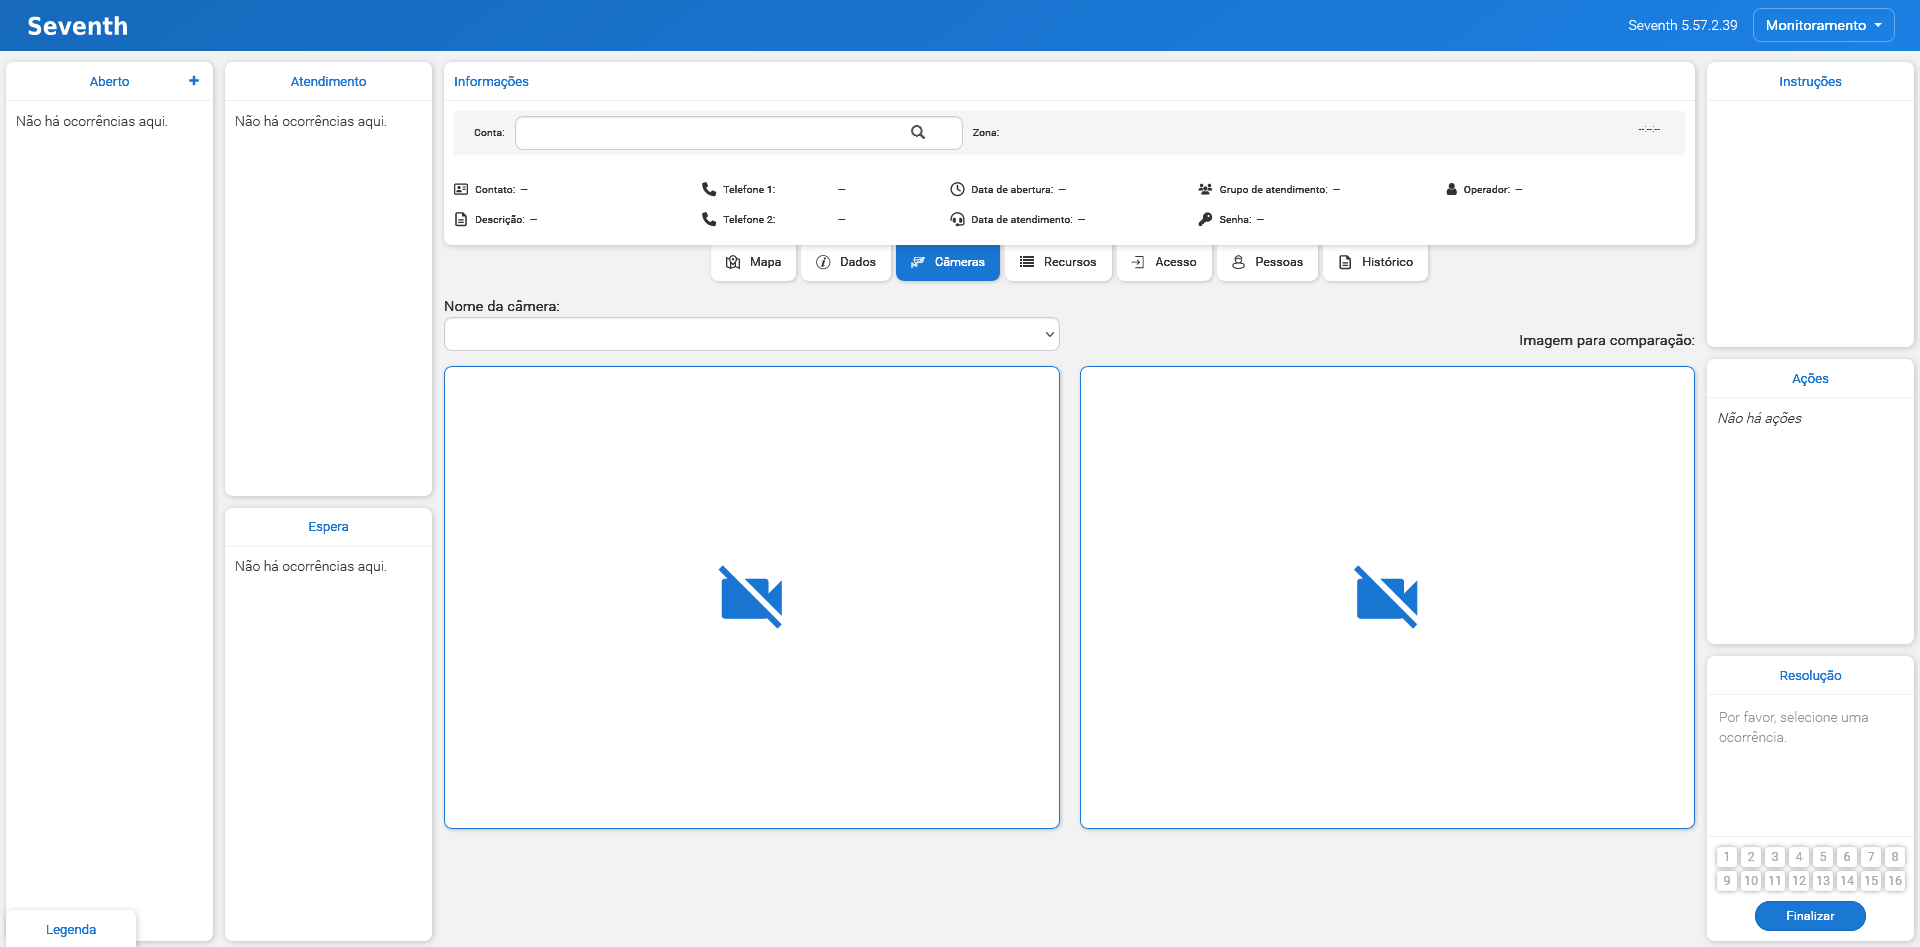 Seventh
Seventh 5.57.2.39
Monitoramento
Aberto
Não há ocorrências aqui.
Atendimento
Não há ocorrências aqui.
Espera
Não há ocorrências aqui.
Informações
Conta:
Zona:
--:--:--
Contato: –
Telefone 1: –
Data de abertura: –
Grupo de atendimento: –
Operador: –
Descrição: –
Telefone 2: –
Data de atendimento: –
Senha: –
Mapa
Dados
Câmeras
Recursos
Acesso
Pessoas
Histórico
Nome da câmera:
Imagem para comparação:
Instruções
Ações
Não há ações
Resolução
Por favor, selecione uma
ocorrência.
1 2 3 4 5 6 7 8
9 10 11 12 13 14 15 16
Finalizar
Legenda